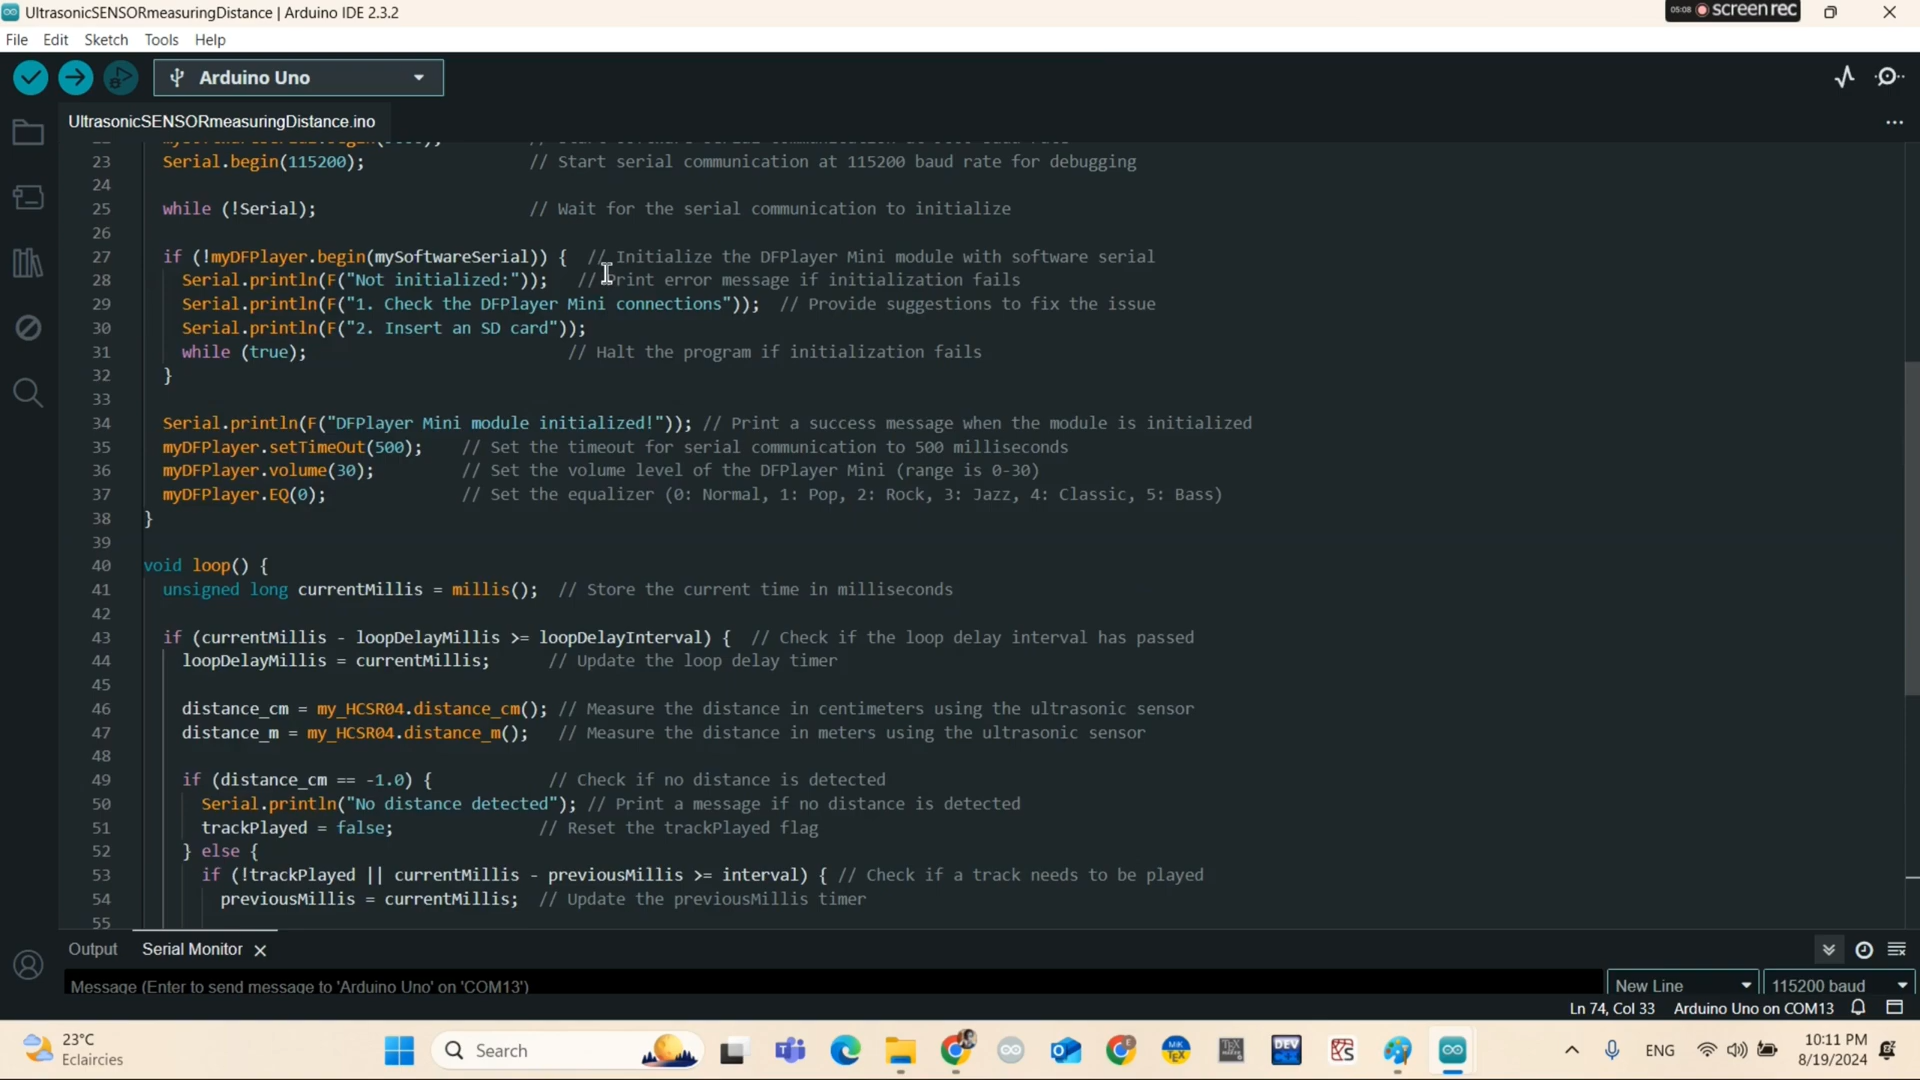 UltrasonicSENSORmeasuringDistance | Arduino IDE 2.3.2
05:08 screen rec
File Edit Sketch Tools Help
Arduino Uno
UltrasonicSENSORmeasuringDistance.ino
23 Serial.begin(115200); // Start serial communication at 115200 baud rate for debugging
24
25 while (!Serial); // Wait for the serial communication to initialize
26
27 if (!myDFPlayer.begin(mySoftwareSerial)) { // Initialize the DFPlayer Mini module with software serial
28 Serial.println(F("Not initialized:")); // Print error message if initialization fails
29 Serial.println(F("1. Check the DFPlayer Mini connections")); // Provide suggestions to fix the issue
30 Serial.println(F("2. Insert an SD card"));
31 while (true); // Halt the program if initialization fails
32 }
33
34 Serial.println(F("DFPlayer Mini module initialized!")); // Print a success message when the module is initialized
35 myDFPlayer.setTimeOut(500); // Set the timeout for serial communication to 500 milliseconds
36 myDFPlayer.volume(30); // Set the volume level of the DFPlayer Mini (range is 0-30)
37 myDFPlayer.EQ(0); // Set the equalizer (0: Normal, 1: Pop, 2: Rock, 3: Jazz, 4: Classic, 5: Bass)
38 }
39
40 void loop() {
41 unsigned long currentMillis = millis(); // Store the current time in milliseconds
42
43 if (currentMillis - loopDelayMillis >= loopDelayInterval) { // Check if the loop delay interval has passed
44 loopDelayMillis = currentMillis; // Update the loop delay timer
45
46 distance_cm = my_HCSR04.distance_cm(); // Measure the distance in centimeters using the ultrasonic sensor
47 distance_m = my_HCSR04.distance_m(); // Measure the distance in meters using the ultrasonic sensor
48
49 if (distance_cm == -1.0) { // Check if no distance is detected
50 Serial.println("No distance detected"); // Print a message if no distance is detected
51 trackPlayed = false; // Reset the trackPlayed flag
52 } else {
53 if (!trackPlayed || currentMillis - previousMillis >= interval) { // Check if a track needs to be played
54 previousMillis = currentMillis; // Update the previousMillis timer
55
Output Serial Monitor
Message (Enter to send message to 'Arduino Uno' on 'COM13') New Line 115200 baud
Ln 74, Col 33 Arduino Uno on COM13
23°C
Eclaircies
Search
ENG
10:11 PM
8/19/2024